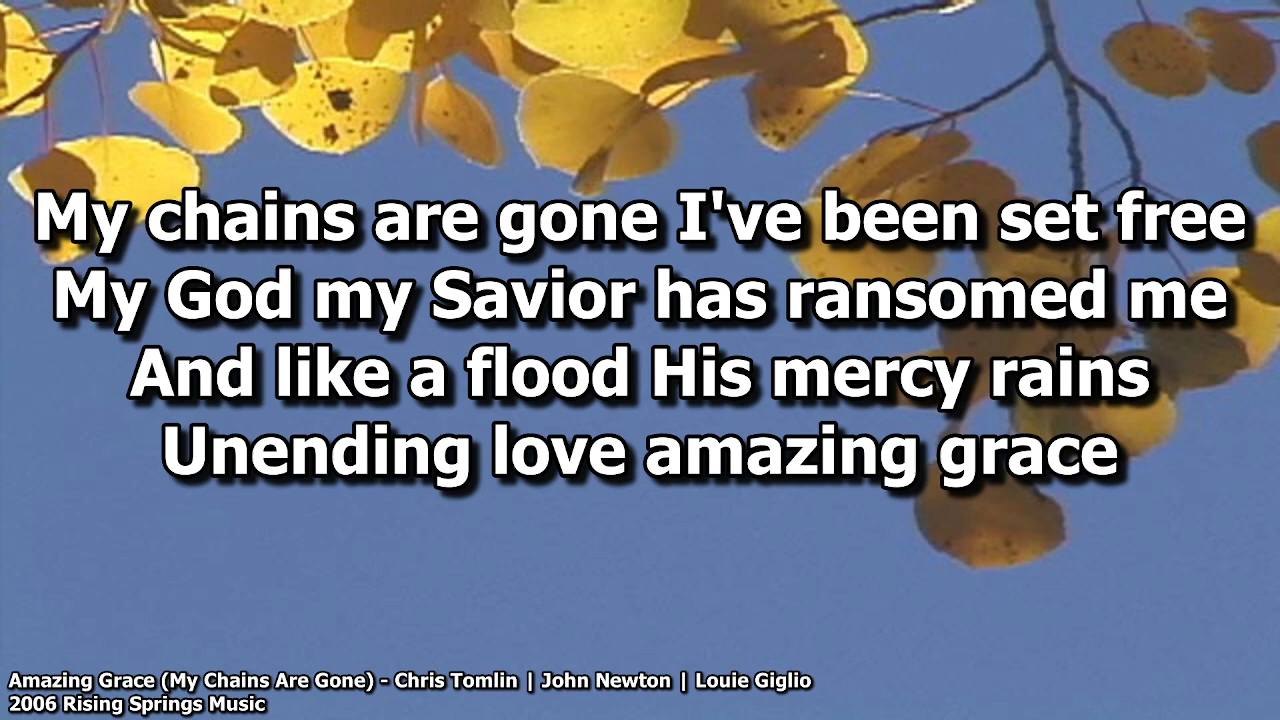 My chains are gone I've been set free
My God my Savior has ransomed me
And like a flood His mercy rains
Unending love amazing grace
Amazing Grace (My Chains Are Gone) - Chris Tomlin | John Newton | Louie Giglio
2006 Rising Springs Music